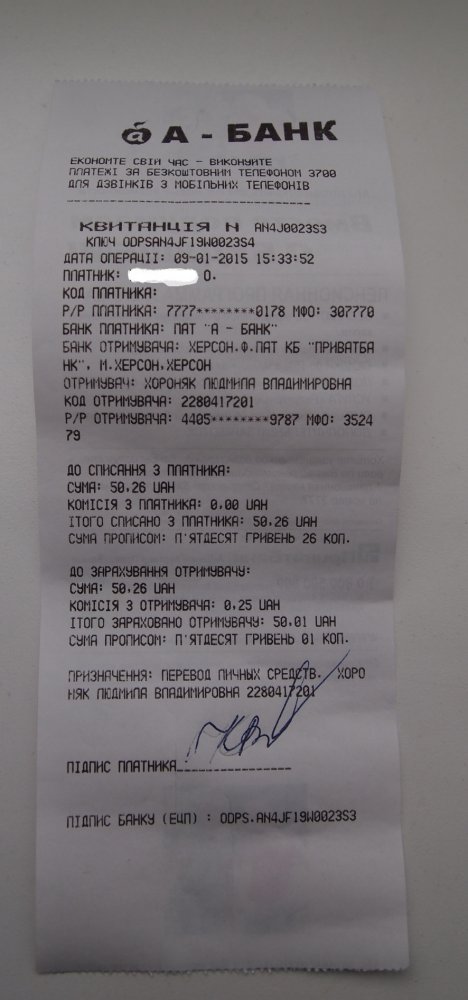 А - БАНК
ЕКОНОМТЕ СВІЙ ЧАС - ВИКОНУЙТЕ
ПЛАТЕЖІ ЗА БЕЗКОШТОВНИМ ТЕЛЕФОНОМ 3700
ДЛЯ ДЗВІНКІВ З МОБІЛЬНИХ ТЕЛЕФОНІВ
КВИТАНЦІЯ N AN4J0023S3
КЛЮЧ ODPSAN4JF19W0023S4
ДАТА ОПЕРАЦІЇ: 09-01-2015 15:33:52
ПЛАТНИК: О.
КОД ПЛАТНИКА:
Р/Р ПЛАТНИКА: 7777********0178 МФО: 307770
БАНК ПЛАТНИКА: ПАТ "А - БАНК"
БАНК ОТРИМУВАЧА: ХЕРСОН.Ф.ПАТ КБ "ПРИВАТБА
НК", М.ХЕРСОН,ХЕРСОН
ОТРИМУВАЧ: ХОРОНЯК ЛЮДМИЛА ВЛАДИМИРОВНА
КОД ОТРИМУВАЧА: 2280417201
Р/Р ОТРИМУВАЧА: 4405********9787 МФО: 3524
79
ДО СПИСАННЯ З ПЛАТНИКА:
СУМА: 50,26 UAH
КОМІСІЯ З ПЛАТНИКА: 0,00 UAH
ІТОГО СПИСАНО З ПЛАТНИКА: 50,26 UAH
СУМА ПРОПИСОМ: П'ЯТДЕСЯТ ГРИВЕНЬ 26 КОП.
ДО ЗАРАХУВАННЯ ОТРИМУВАЧУ:
СУМА: 50,26 UAH
КОМІСІЯ З ОТРИМУВАЧА: 0,25 UAH
ІТОГО ЗАРАХОВАНО ОТРИМУВАЧУ: 50,01 UAH
СУМА ПРОПИСОМ: П'ЯТДЕСЯТ ГРИВЕНЬ 01 КОП.
ПРИЗНАЧЕННЯ: ПЕРЕВОД ЛИЧНЫХ СРЕДСТВ. ХОРО
НЯК ЛЮДМИЛА ВЛАДИМИРОВНА 2280417201
ПІДПИС ПЛАТНИКА
ПІДПИС БАНКУ (ЕЦП) : ODPS.AN4JF19W0023S3